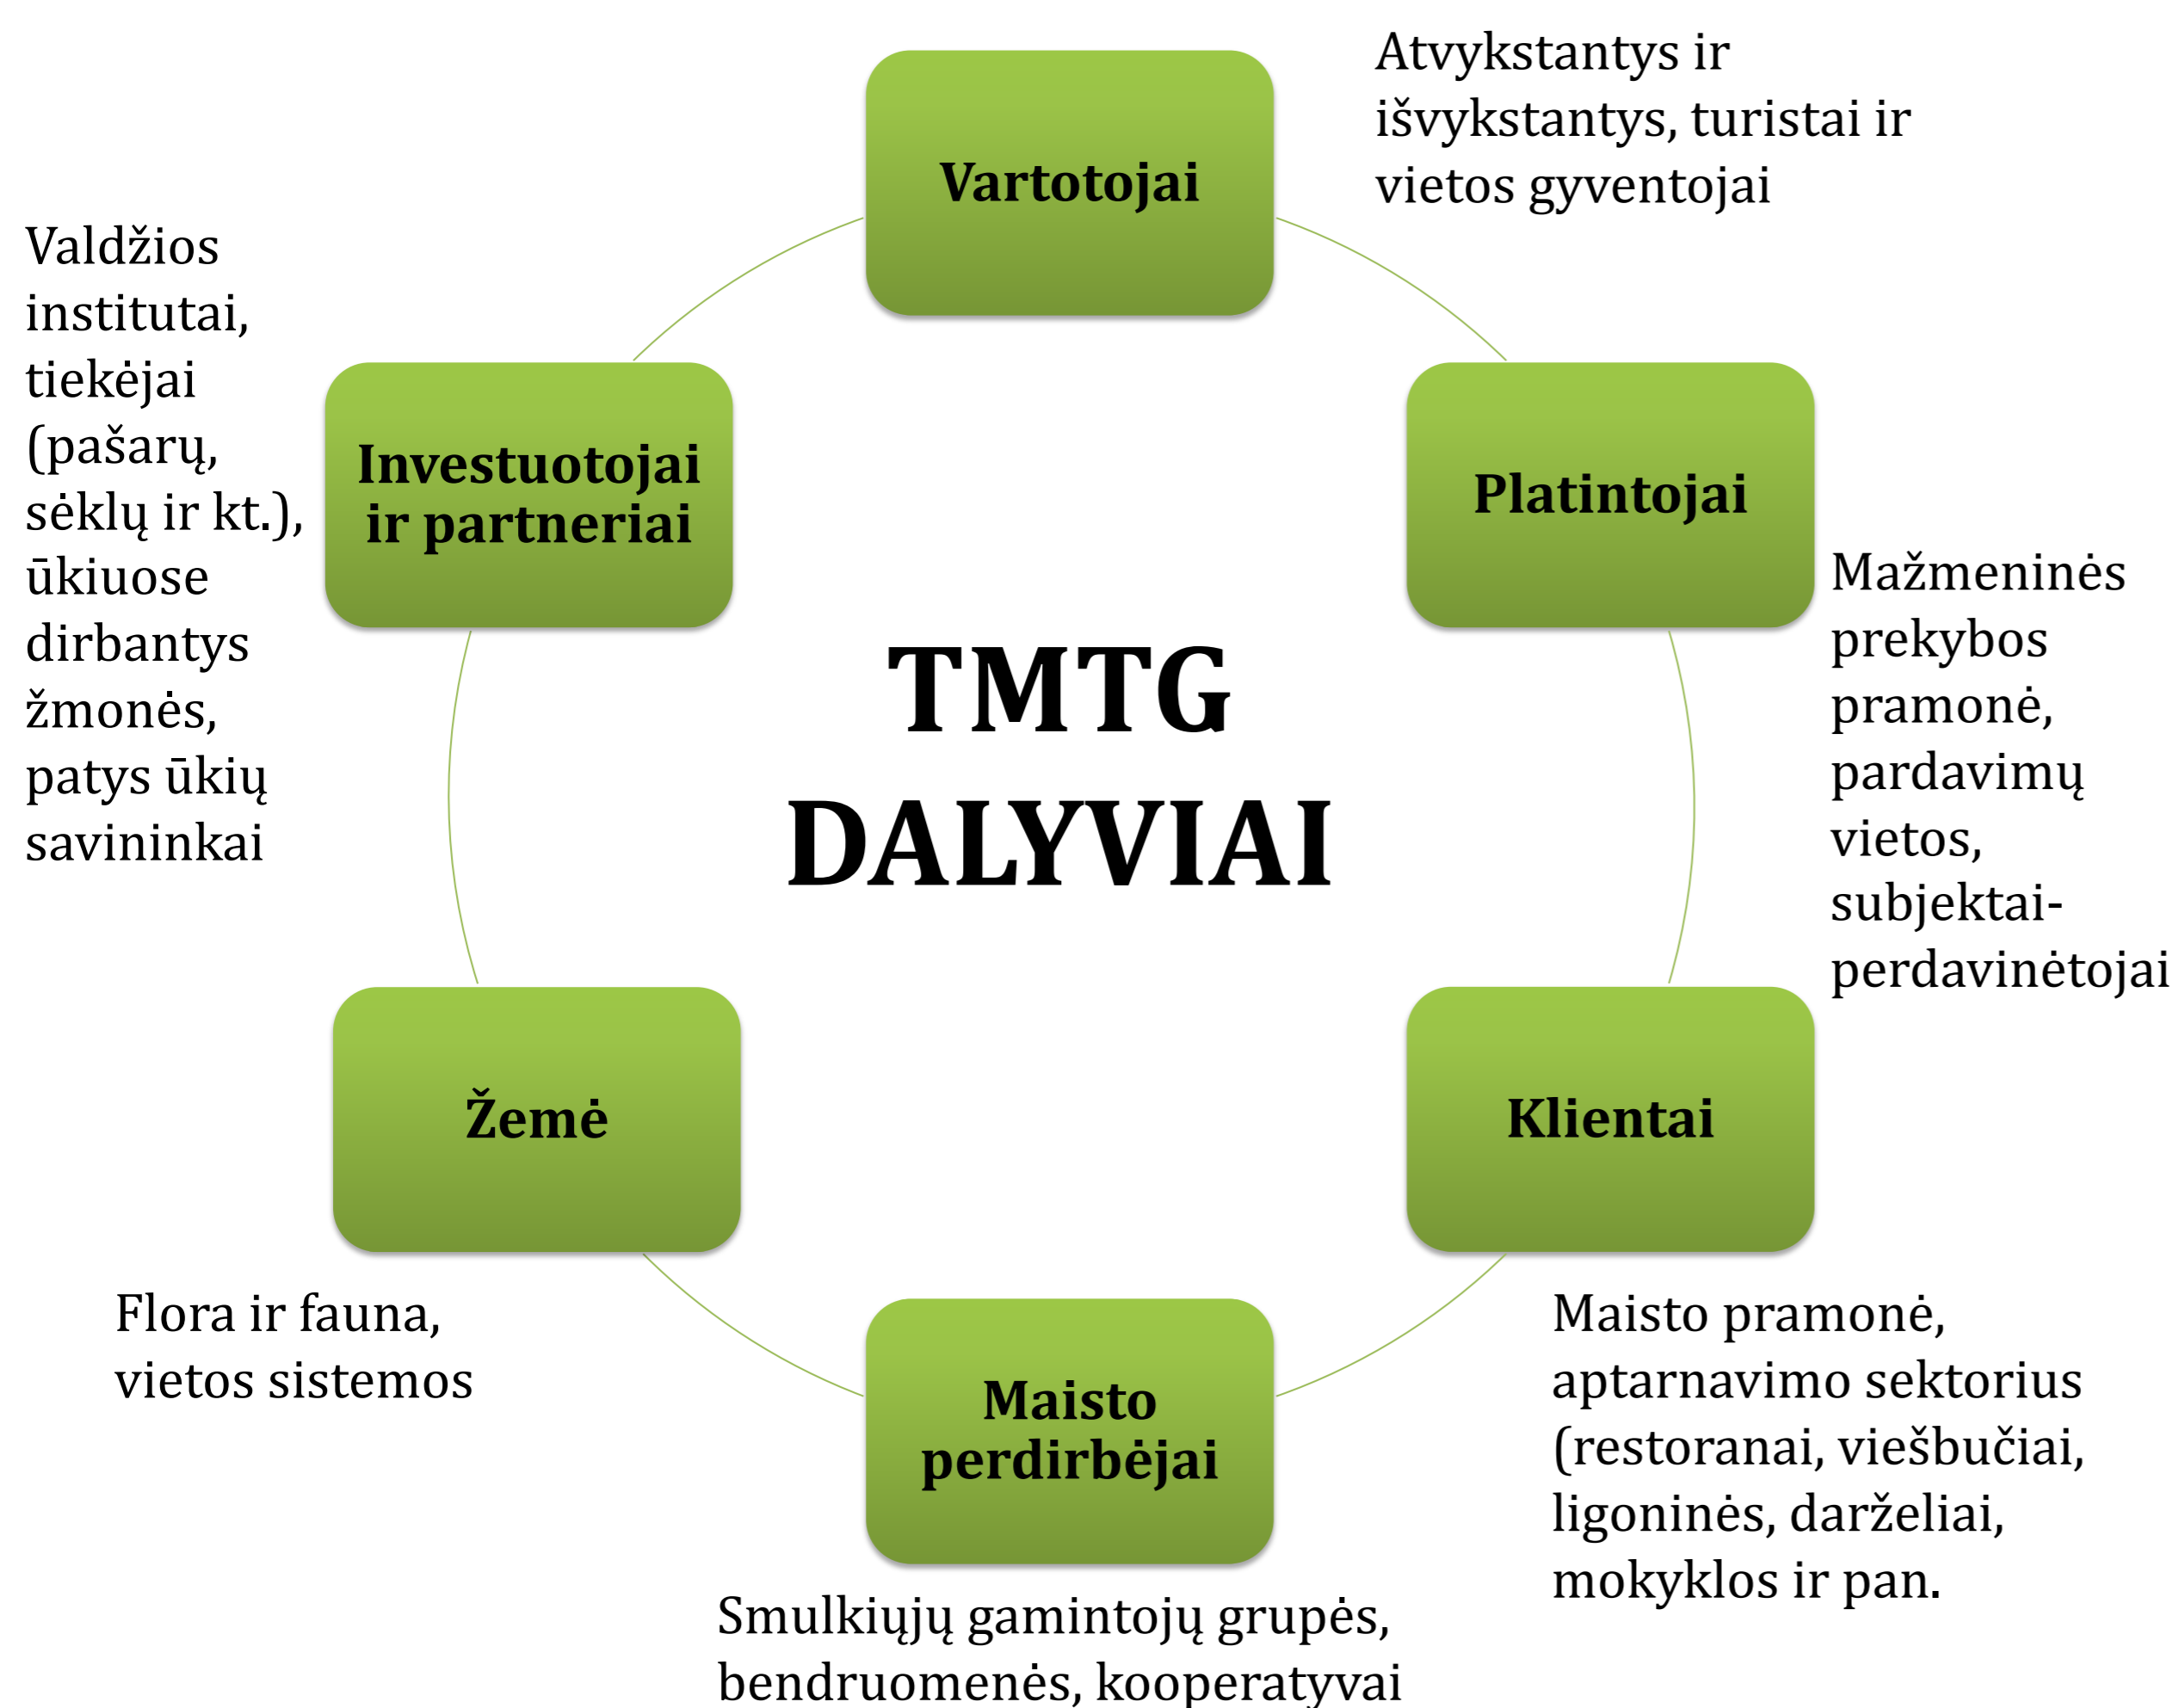 Vartotojai
Atvykstantys ir
išvykstantys, turistai ir
vietos gyventojai
Platintojai
Mažmeninės
prekybos
pramonė,
pardavimų
vietos,
subjektai-
perdavinėtojai
Klientai
Maisto pramonė,
aptarnavimo sektorius
(restoranai, viešbučiai,
ligoninės, darželiai,
mokyklos ir pan.
Maisto
perdirbėjai
Smulkiųjų gamintojų grupės,
bendruomenės, kooperatyvai
Žemė
Flora ir fauna,
vietos sistemos
Investuotojai
ir partneriai
Valdžios
institutai,
tiekėjai
(pašarų,
sėklų ir kt.),
ūkiuose
dirbantys
žmonės,
patys ūkių
savininkai
TMTG
DALYVIAI